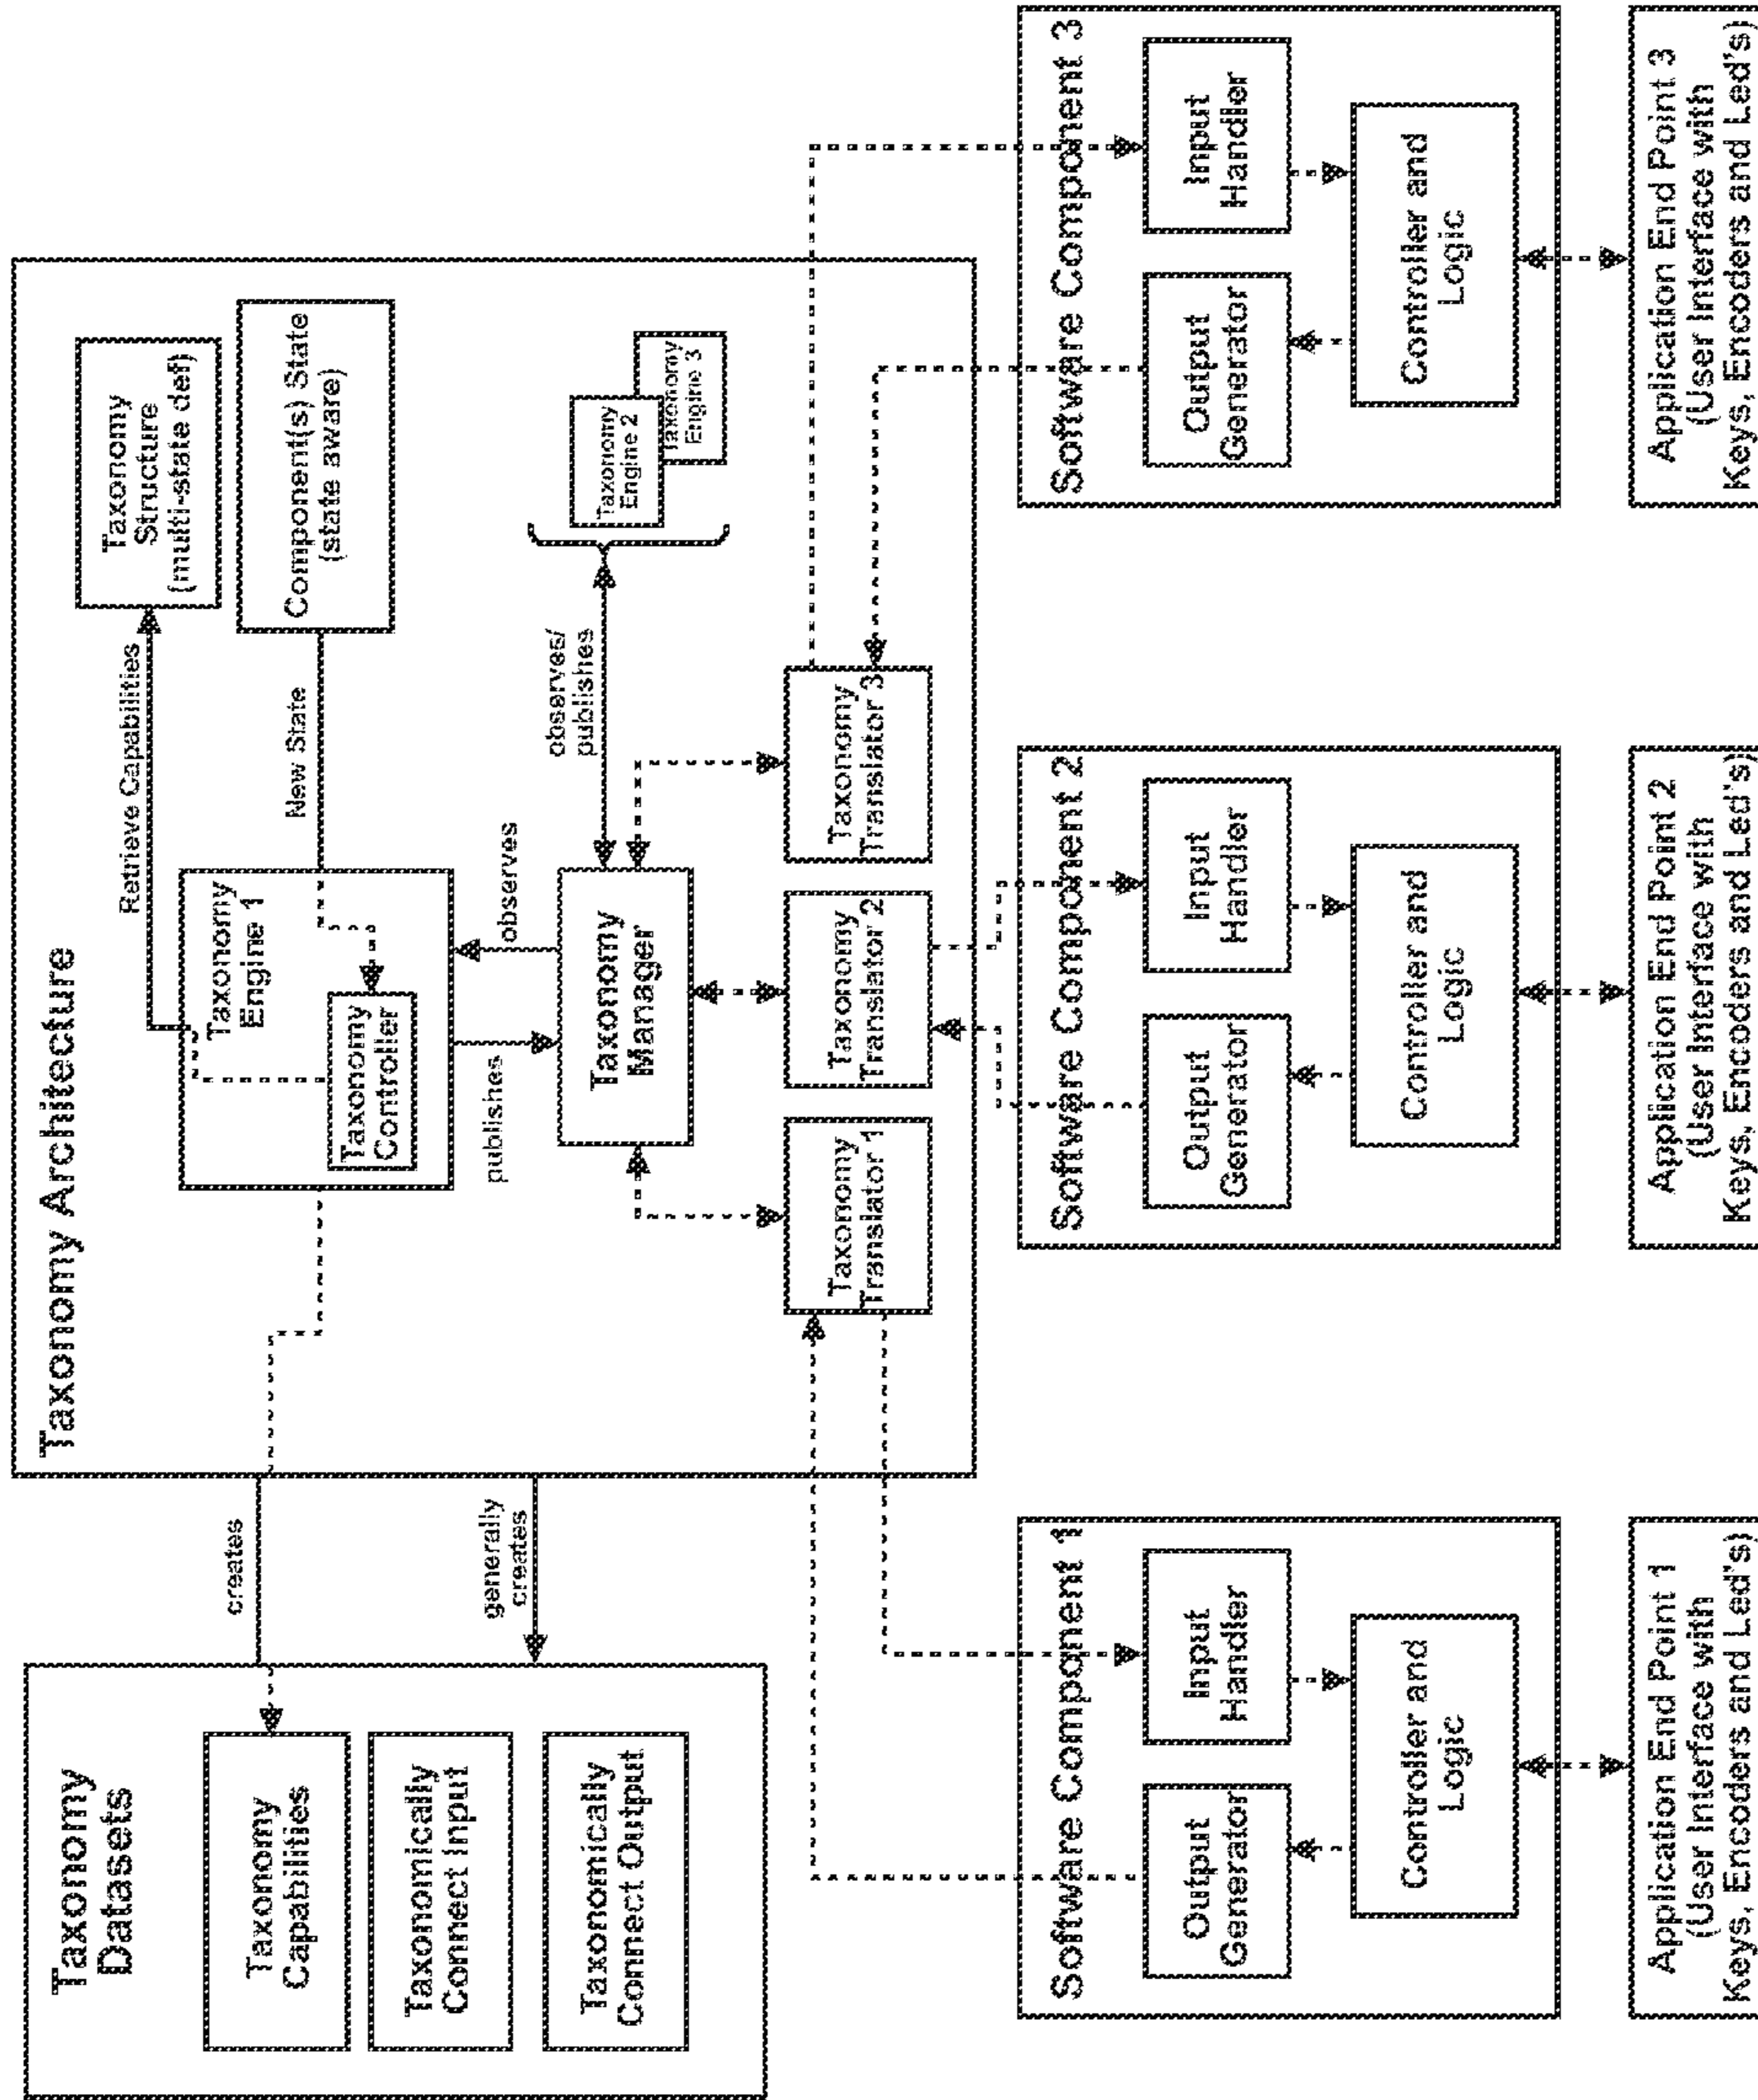 Taxonomy
Datasets
Taxonomy
Capabilities
Taxonomically
Connect Input
Taxonomically
Connect Output
creates
generally
creates
Taxonomy Architecture
Taxonomy
Engine 1
Taxonomy
Controller
Retrieve Capabilities
New State
Taxonomy
Structure
(multi-state def)
Component(s) State
(state aware)
publishes
observes
Taxonomy
Manager
observes/
publishes
Taxonomy
Engine 2
Taxonomy
Engine 3
Taxonomy
Translator 1
Taxonomy
Translator 2
Taxonomy
Translator 3
Software Component 1
Output
Generator
Input
Handler
Controller and
Logic
Application End Point 1
(User Interface with
Keys, Encoders and Led's)
Software Component 2
Output
Generator
Input
Handler
Controller and
Logic
Application End Point 2
(User Interface with
Keys, Encoders and Led's)
Software Component 3
Output
Generator
Input
Handler
Controller and
Logic
Application End Point 3
(User Interface with
Keys, Encoders and Led's)